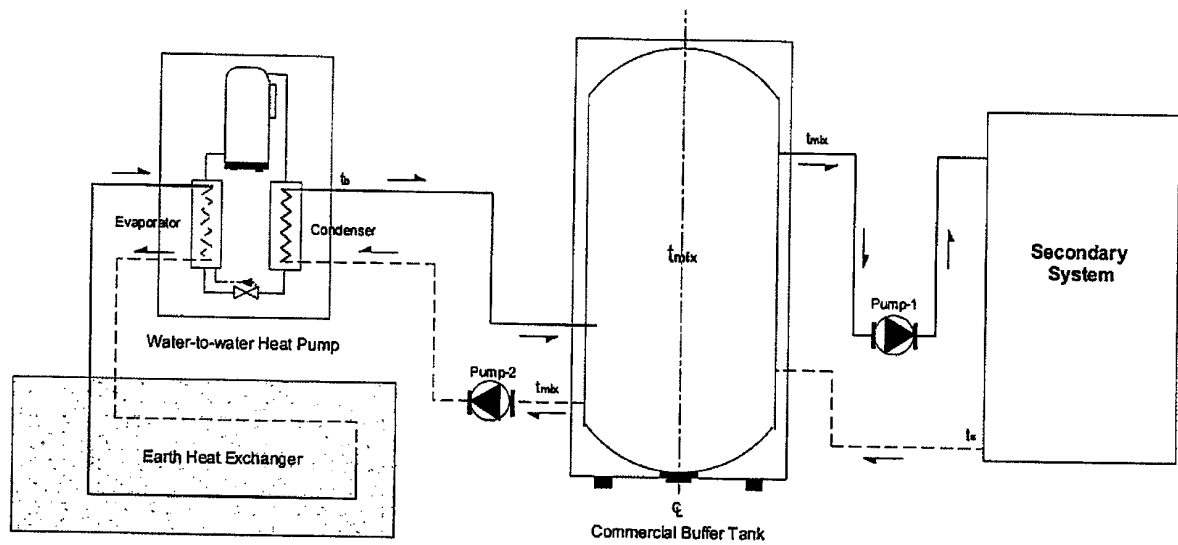 tmix
tb
Evaporator
Condenser
tmix
Secondary
System
Pump-1
Water-to-water Heat Pump
Pump-2
tmix
tx
Earth Heat Exchanger
℄
Commercial Buffer Tank